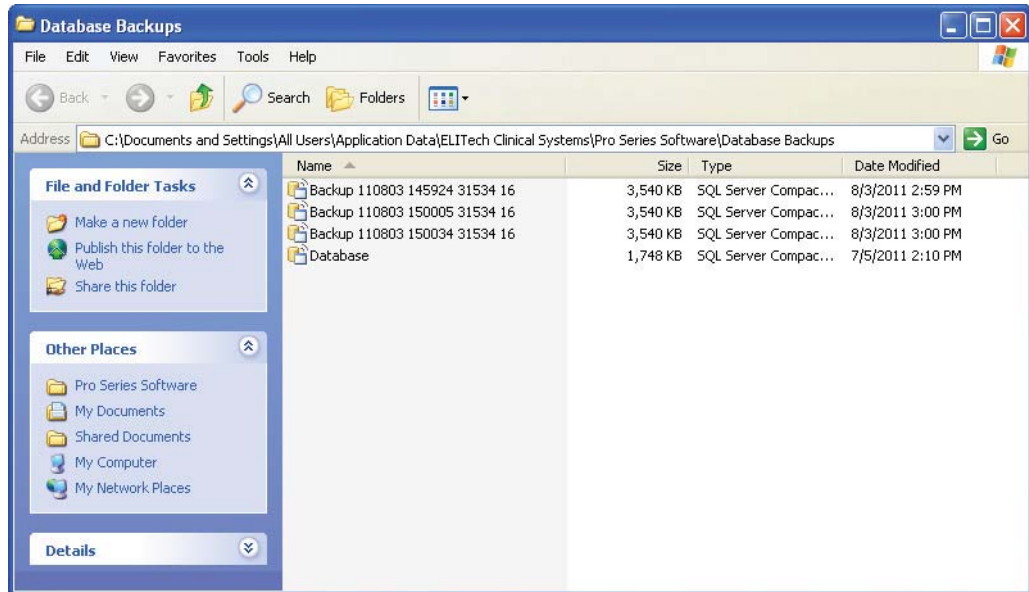 Database Backups
File Edit View Favorites Tools Help
Back Search Folders
Address C:\Documents and Settings\All Users\Application Data\ELITech Clinical Systems\Pro Series Software\Database Backups Go
File and Folder Tasks
Make a new folder
Publish this folder to the
Web
Share this folder
Other Places
Pro Series Software
My Documents
Shared Documents
My Computer
My Network Places
Details
Name Size Type Date Modified
Backup 110803 145924 31534 16 3,540 KB SQL Server Compac... 8/3/2011 2:59 PM
Backup 110803 150005 31534 16 3,540 KB SQL Server Compac... 8/3/2011 3:00 PM
Backup 110803 150034 31534 16 3,540 KB SQL Server Compac... 8/3/2011 3:00 PM
Database 1,748 KB SQL Server Compac... 7/5/2011 2:10 PM